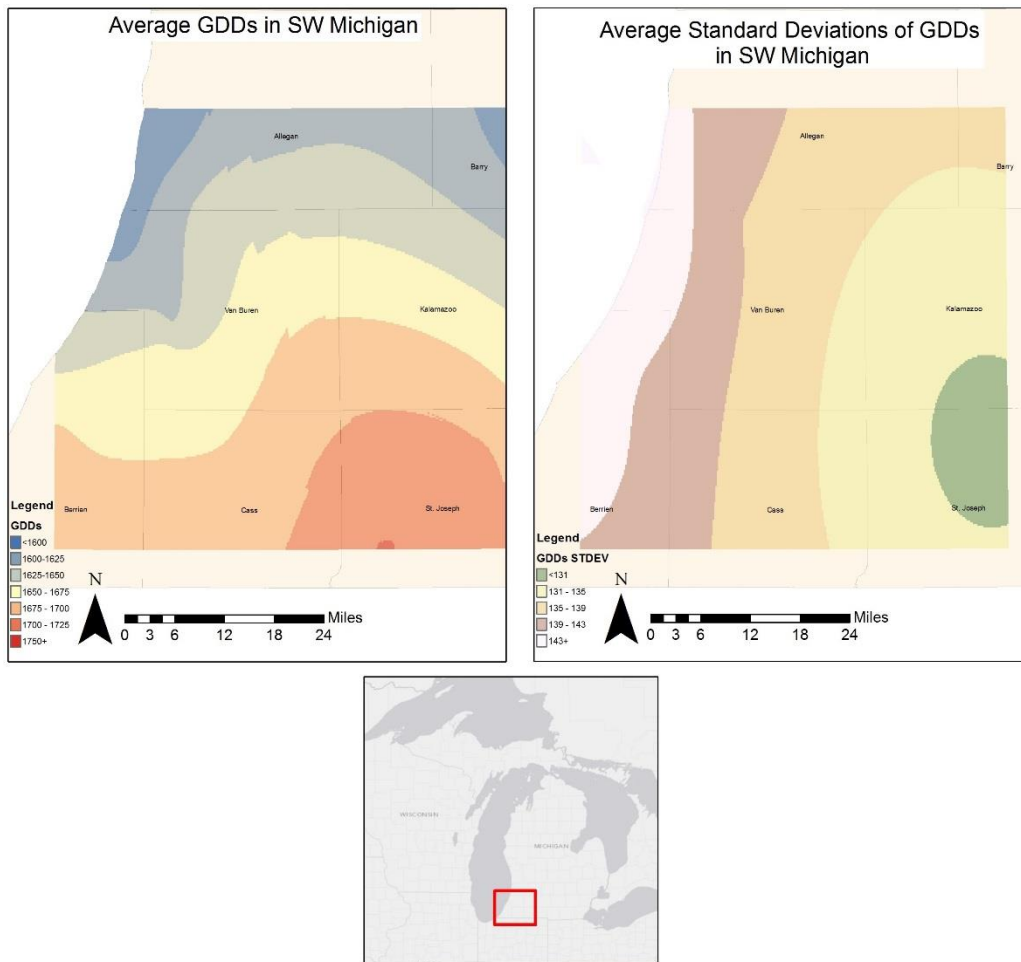 Average GDDs in SW Michigan
Allegan
Barry
Van Buren
Kalamazoo
Berrien
Cass
St. Joseph
Legend
GDDs
<1600
1600-1625
1625-1650
1650 - 1675
1675 - 1700
1700 - 1725
1750+
N
0 3 6 12 18 24 Miles
Average Standard Deviations of GDDs
in SW Michigan
Allegan
Barry
Van Buren
Kalamazoo
Berrien
Cass
St. Joseph
Legend
GDDs STDEV
<131
131 - 135
135 - 139
139 - 143
143+
N
0 3 6 12 18 24 Miles
WISCONSIN
MICHIGAN